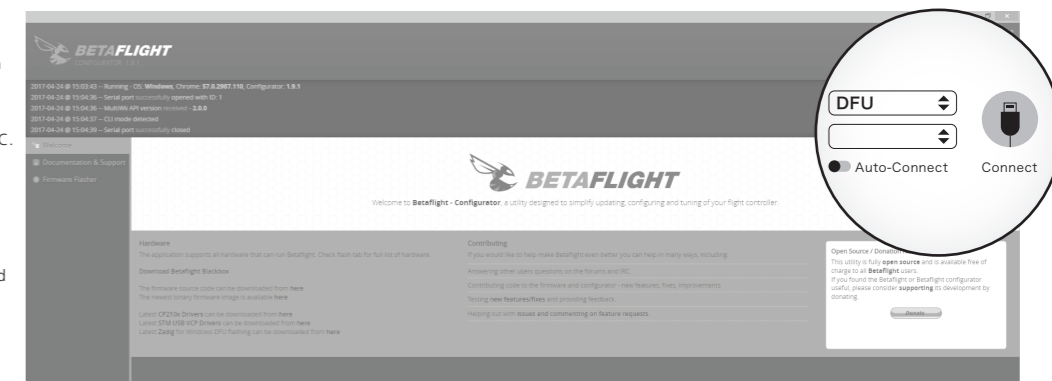 BETAFLIGHT
CONFIGURATOR 1.9.1
2017-04-24 @ 15:03:43 -- Running - OS: Windows, Chrome: 57.0.2987.110, Configurator: 1.9.1
2017-04-24 @ 15:04:36 -- Serial port successfully opened with ID: 1
2017-04-24 @ 15:04:36 -- MultiWii API version received - 2.0.0
2017-04-24 @ 15:04:37 -- CLI mode detected
2017-04-24 @ 15:04:39 -- Serial port successfully closed
DFU
Auto-Connect
Connect
C.
d
Welcome
Documentation & Support
Firmware Flasher
BETAFLIGHT
Welcome to Betaflight - Configurator, a utility designed to simplify updating, configuring and tuning of your flight controller.
Hardware
This application supports all hardware that can run Betaflight. Check flash tab for full list of hardware.
Download Betaflight Blackbox
The firmware source code can be downloaded from here
The newest binary firmware image is available here
Latest CP210x Drivers can be downloaded from here
Latest STM USB VCP Drivers can be downloaded from here
Latest Zadig for Windows DFU flashing can be downloaded from here
Contributing
If you would like to help make Betaflight even better you can help in many ways, including:
Answering other users questions on the forums and IRC.
Contributing code to the firmware and configurator - new features, fixes, improvements
Testing new features/fixes and providing feedback.
Helping out with issues and commenting on feature requests.
Open Source / Donation
This utility is fully open source and is available free of
charge to all Betaflight users.
If you found the Betaflight or Betaflight configurator
useful, please consider supporting its development by
donating.
Donate